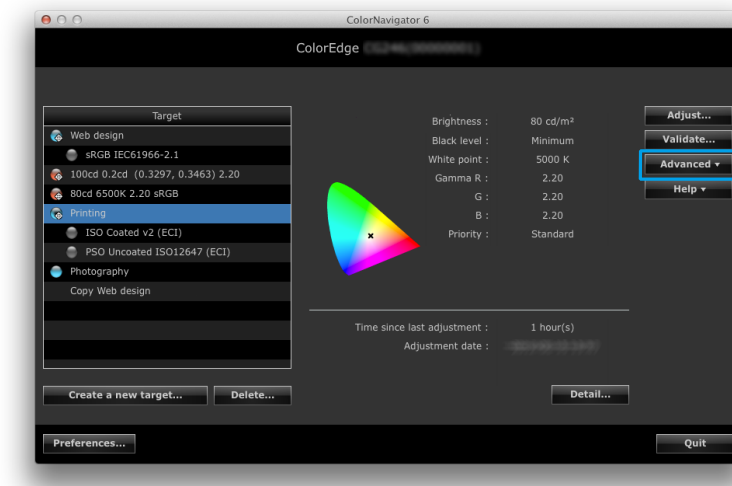 ColorNavigator 6
ColorEdge
Target
Web design
sRGB IEC61966-2.1
100cd 0.2cd (0.3297, 0.3463) 2.20
80cd 6500K 2.20 sRGB
Printing
ISO Coated v2 (ECI)
PSO Uncoated ISO12647 (ECI)
Photography
Copy Web design
Create a new target...
Delete...
Brightness : 80 cd/m²
Black level : Minimum
White point : 5000 K
Gamma R : 2.20
G : 2.20
B : 2.20
Priority : Standard
Time since last adjustment : 1 hour(s)
Adjustment date :
Detail...
Adjust...
Validate...
Advanced ▾
Help ▾
Preferences...
Quit